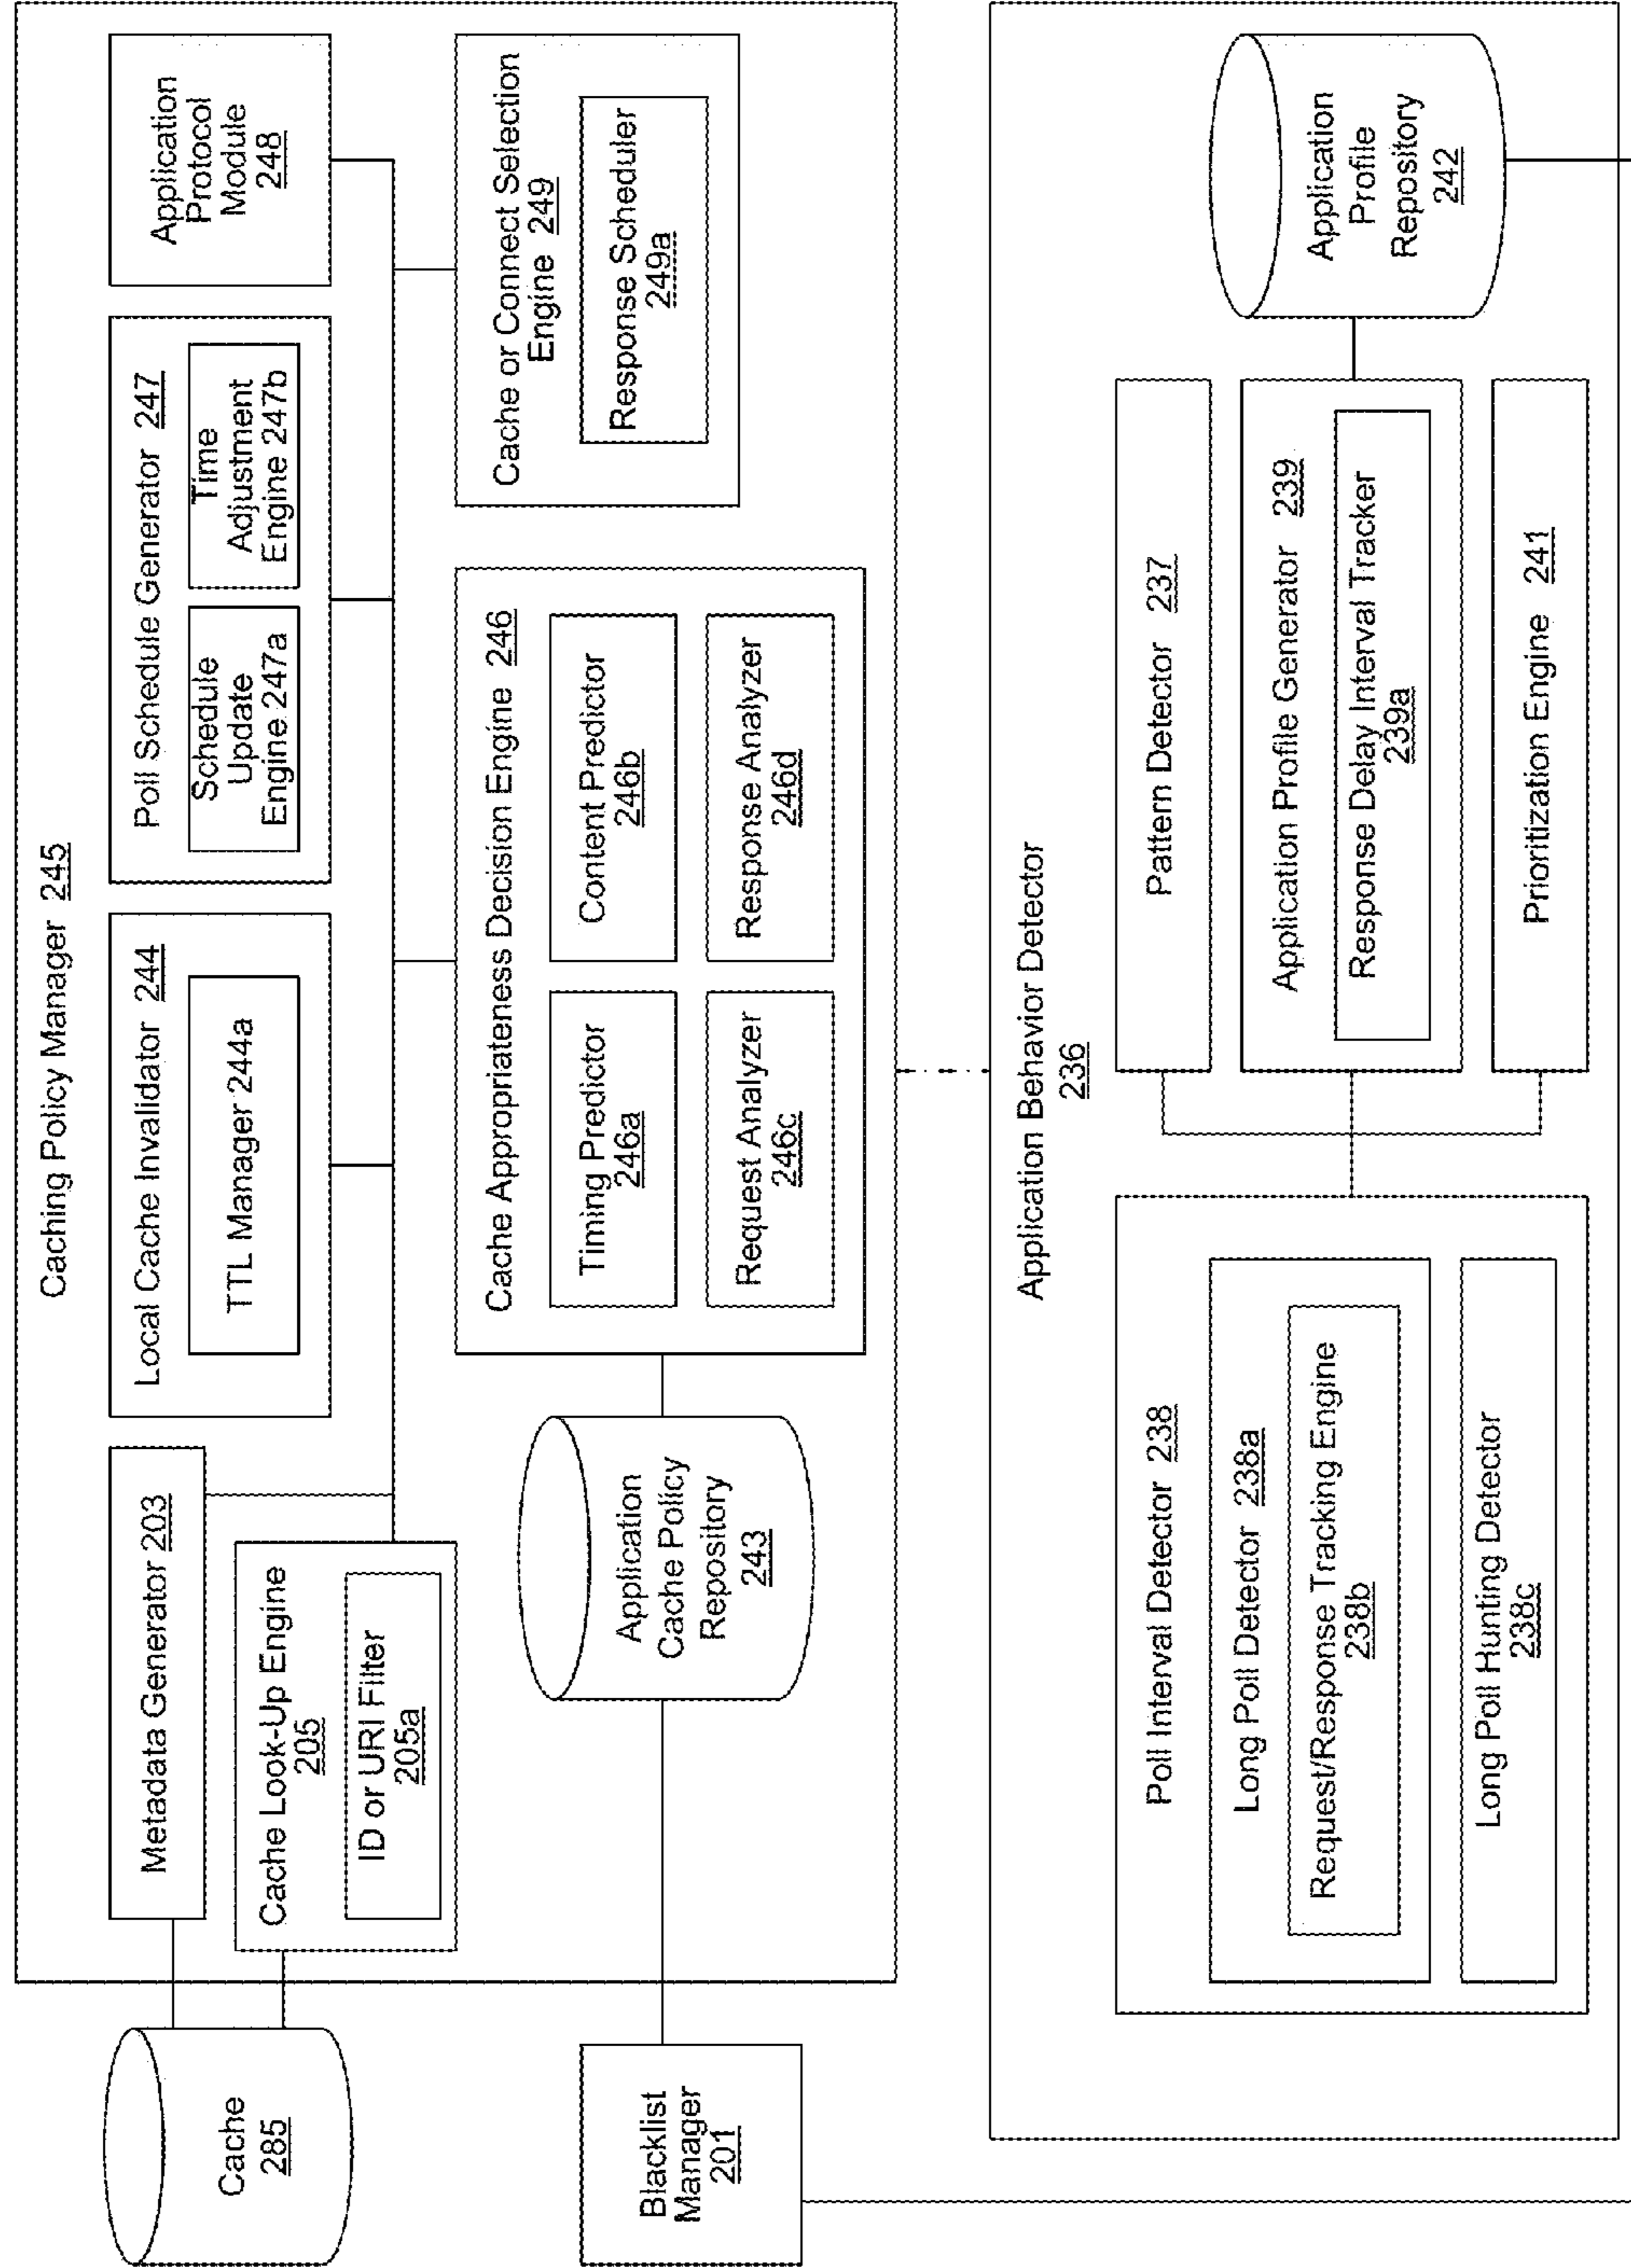 Caching Policy Manager 245
Metadata Generator 203
Cache Look-Up Engine
205
ID or URI Filter
205a
Local Cache Invalidator 244
TTL Manager 244a
Poll Schedule Generator 247
Schedule
Update
Engine 247a
Time
Adjustment
Engine 247b
Application
Protocol
Module
248
Cache
285
Application
Cache Policy
Repository
243
Cache Appropriateness Decision Engine 246
Timing Predictor
246a
Content Predictor
246b
Request Analyzer
246c
Response Analyzer
246d
Cache or Connect Selection
Engine 249
Response Scheduler
249a
Blacklist
Manager
201
Application Behavior Detector
236
Poll Interval Detector 238
Long Poll Detector 238a
Request/Response Tracking Engine
238b
Long Poll Hunting Detector
238c
Pattern Detector 237
Application Profile Generator 239
Response Delay Interval Tracker
239a
Prioritization Engine 241
Application
Profile
Repository
242